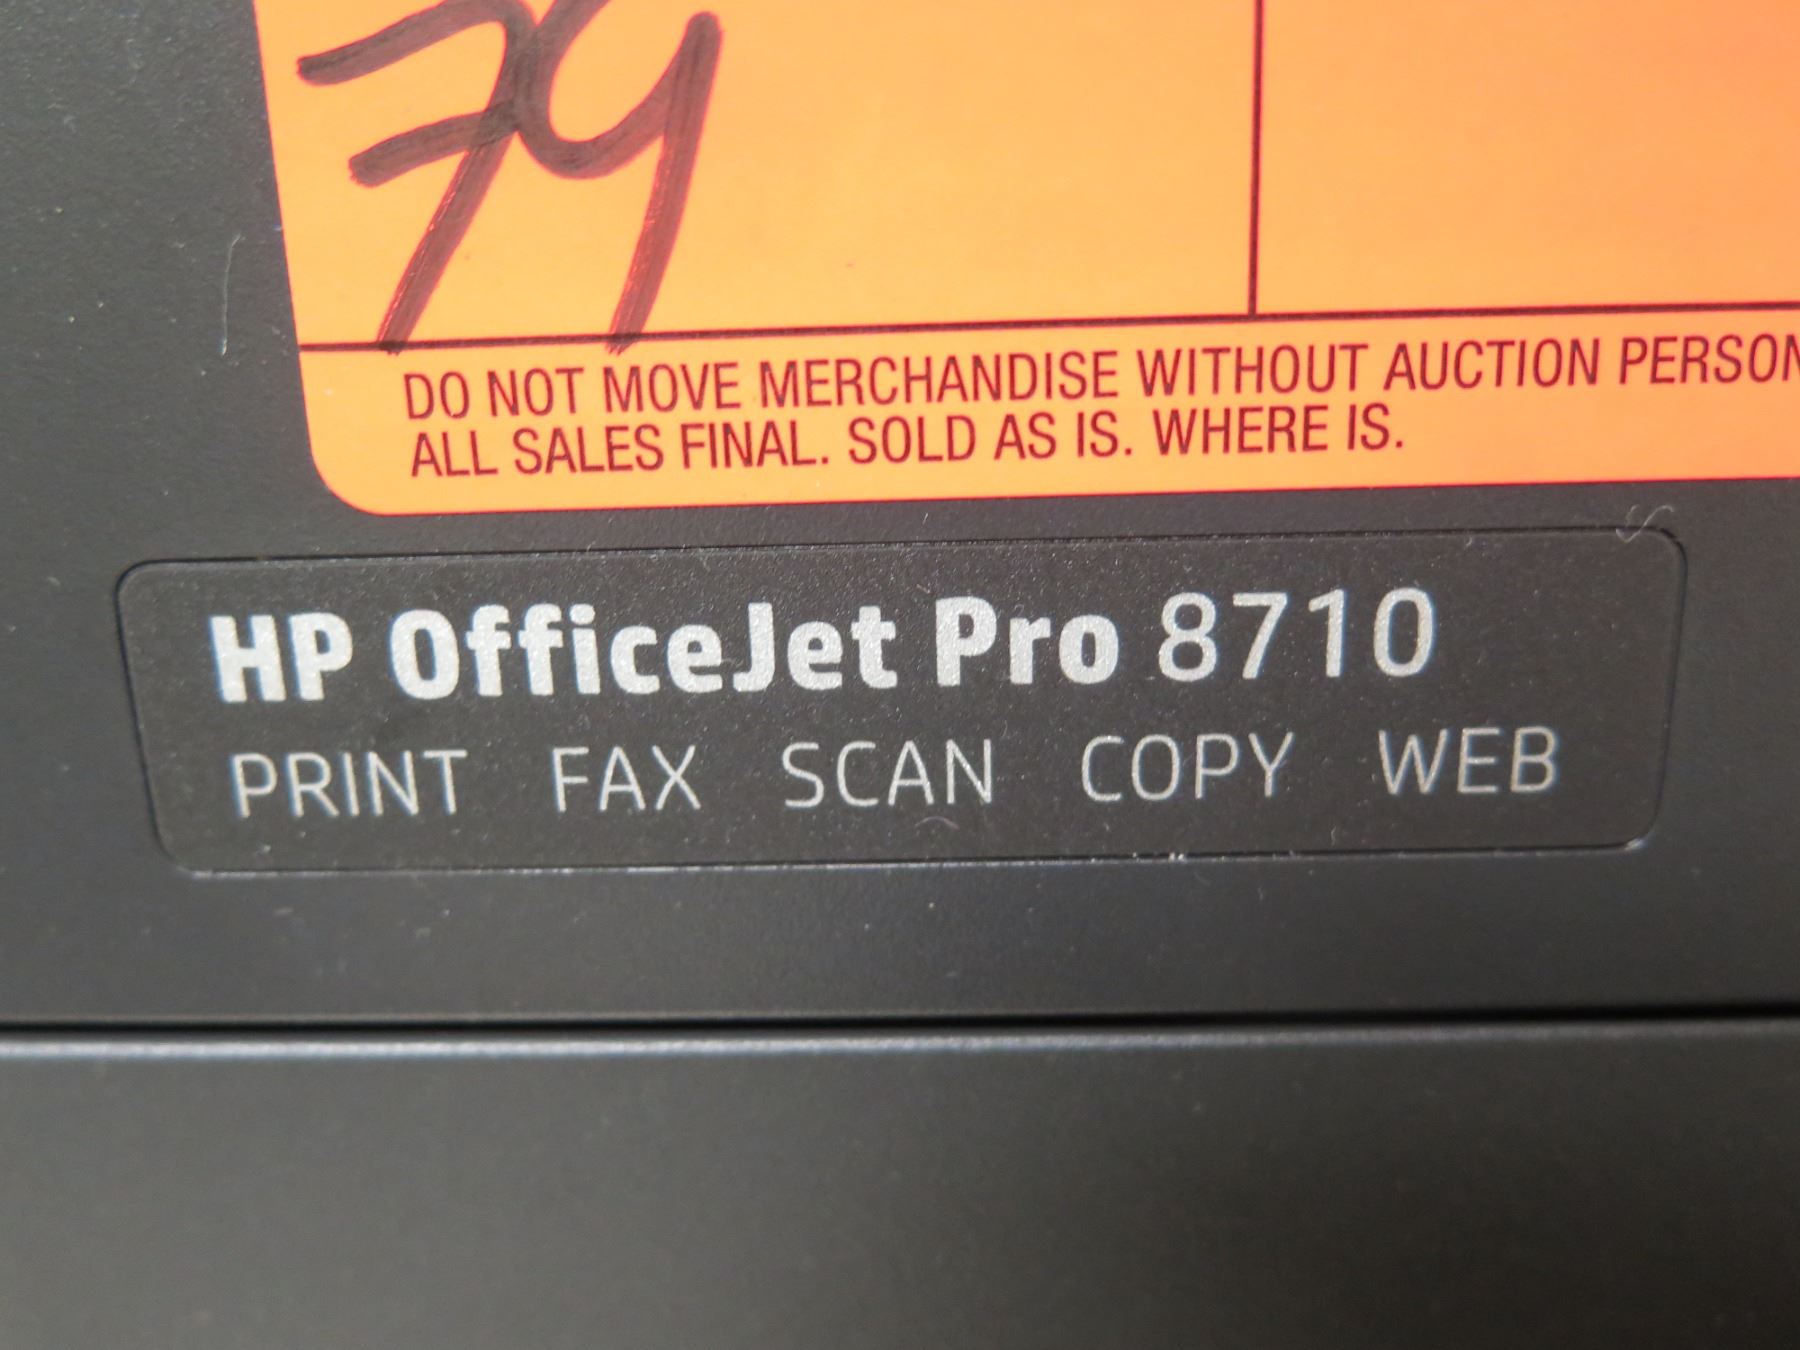 79
DO NOT MOVE MERCHANDISE WITHOUT AUCTION PERSON
ALL SALES FINAL. SOLD AS IS. WHERE IS.
HP OfficeJet Pro 8710
PRINT FAX SCAN COPY WEB